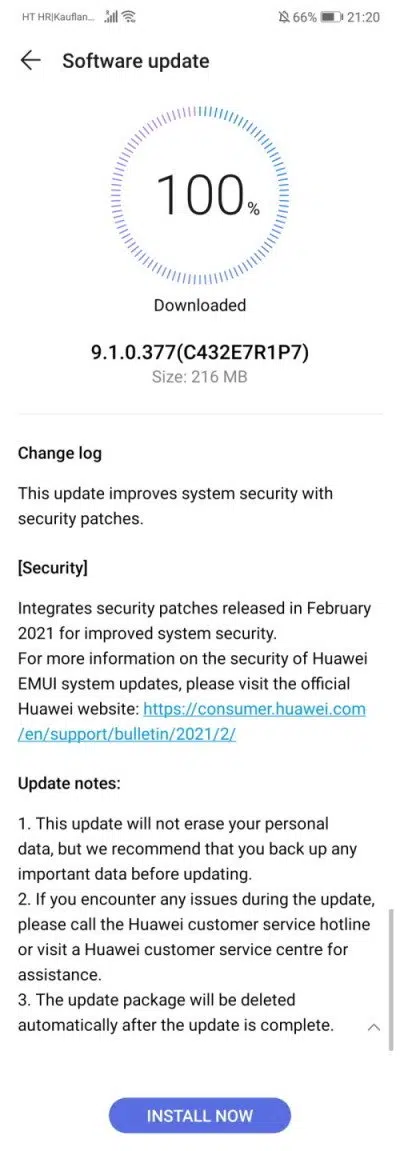 HT HR|Kauflan... 66% 21:20
Software update
100%
Downloaded
9.1.0.377(C432E7R1P7)
Size: 216 MB
Change log
This update improves system security with
security patches.
[Security]
Integrates security patches released in February
2021 for improved system security.
For more information on the security of Huawei
EMUI system updates, please visit the official
Huawei website: https://consumer.huawei.com
/en/support/bulletin/2021/2/
Update notes:
1. This update will not erase your personal
data, but we recommend that you back up any
important data before updating.
2. If you encounter any issues during the update,
please call the Huawei customer service hotline
or visit a Huawei customer service centre for
assistance.
3. The update package will be deleted
automatically after the update is complete.
INSTALL NOW